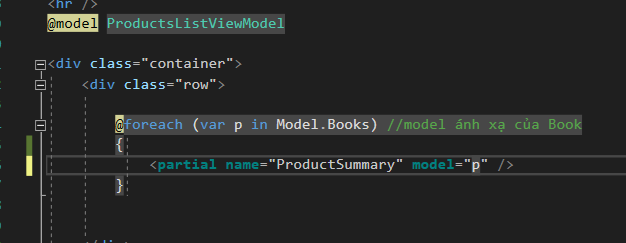 <hr />
@model ProductsListViewModel
<div class="container">
<div class="row">
@foreach (var p in Model.Books) //model ánh xạ của Book
{
<partial name="ProductSummary" model="p" />
}